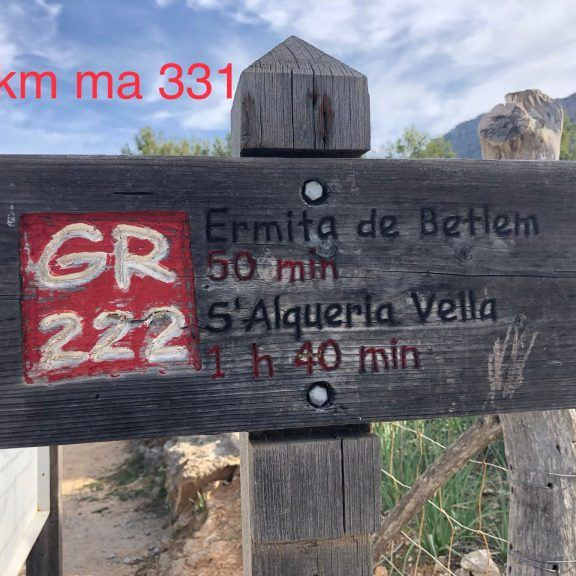 km ma 331
GR
222
Ermita de Betlem
50 min
S'Alqueria Vella
1 h 40 min